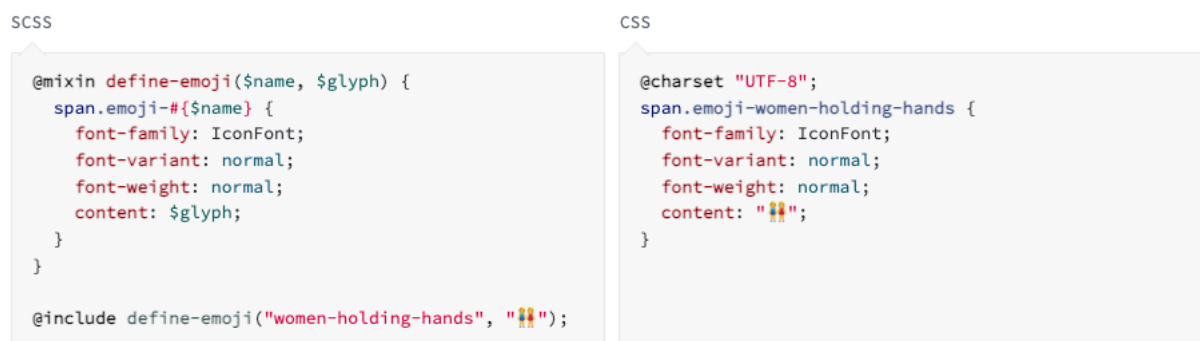 SCSS
@mixin define-emoji($name, $glyph) {
  span.emoji-#{$name} {
    font-family: IconFont;
    font-variant: normal;
    font-weight: normal;
    content: $glyph;
  }
}
@include define-emoji("women-holding-hands", "👭");
CSS
@charset "UTF-8";
span.emoji-women-holding-hands {
  font-family: IconFont;
  font-variant: normal;
  font-weight: normal;
  content: "👭";
}